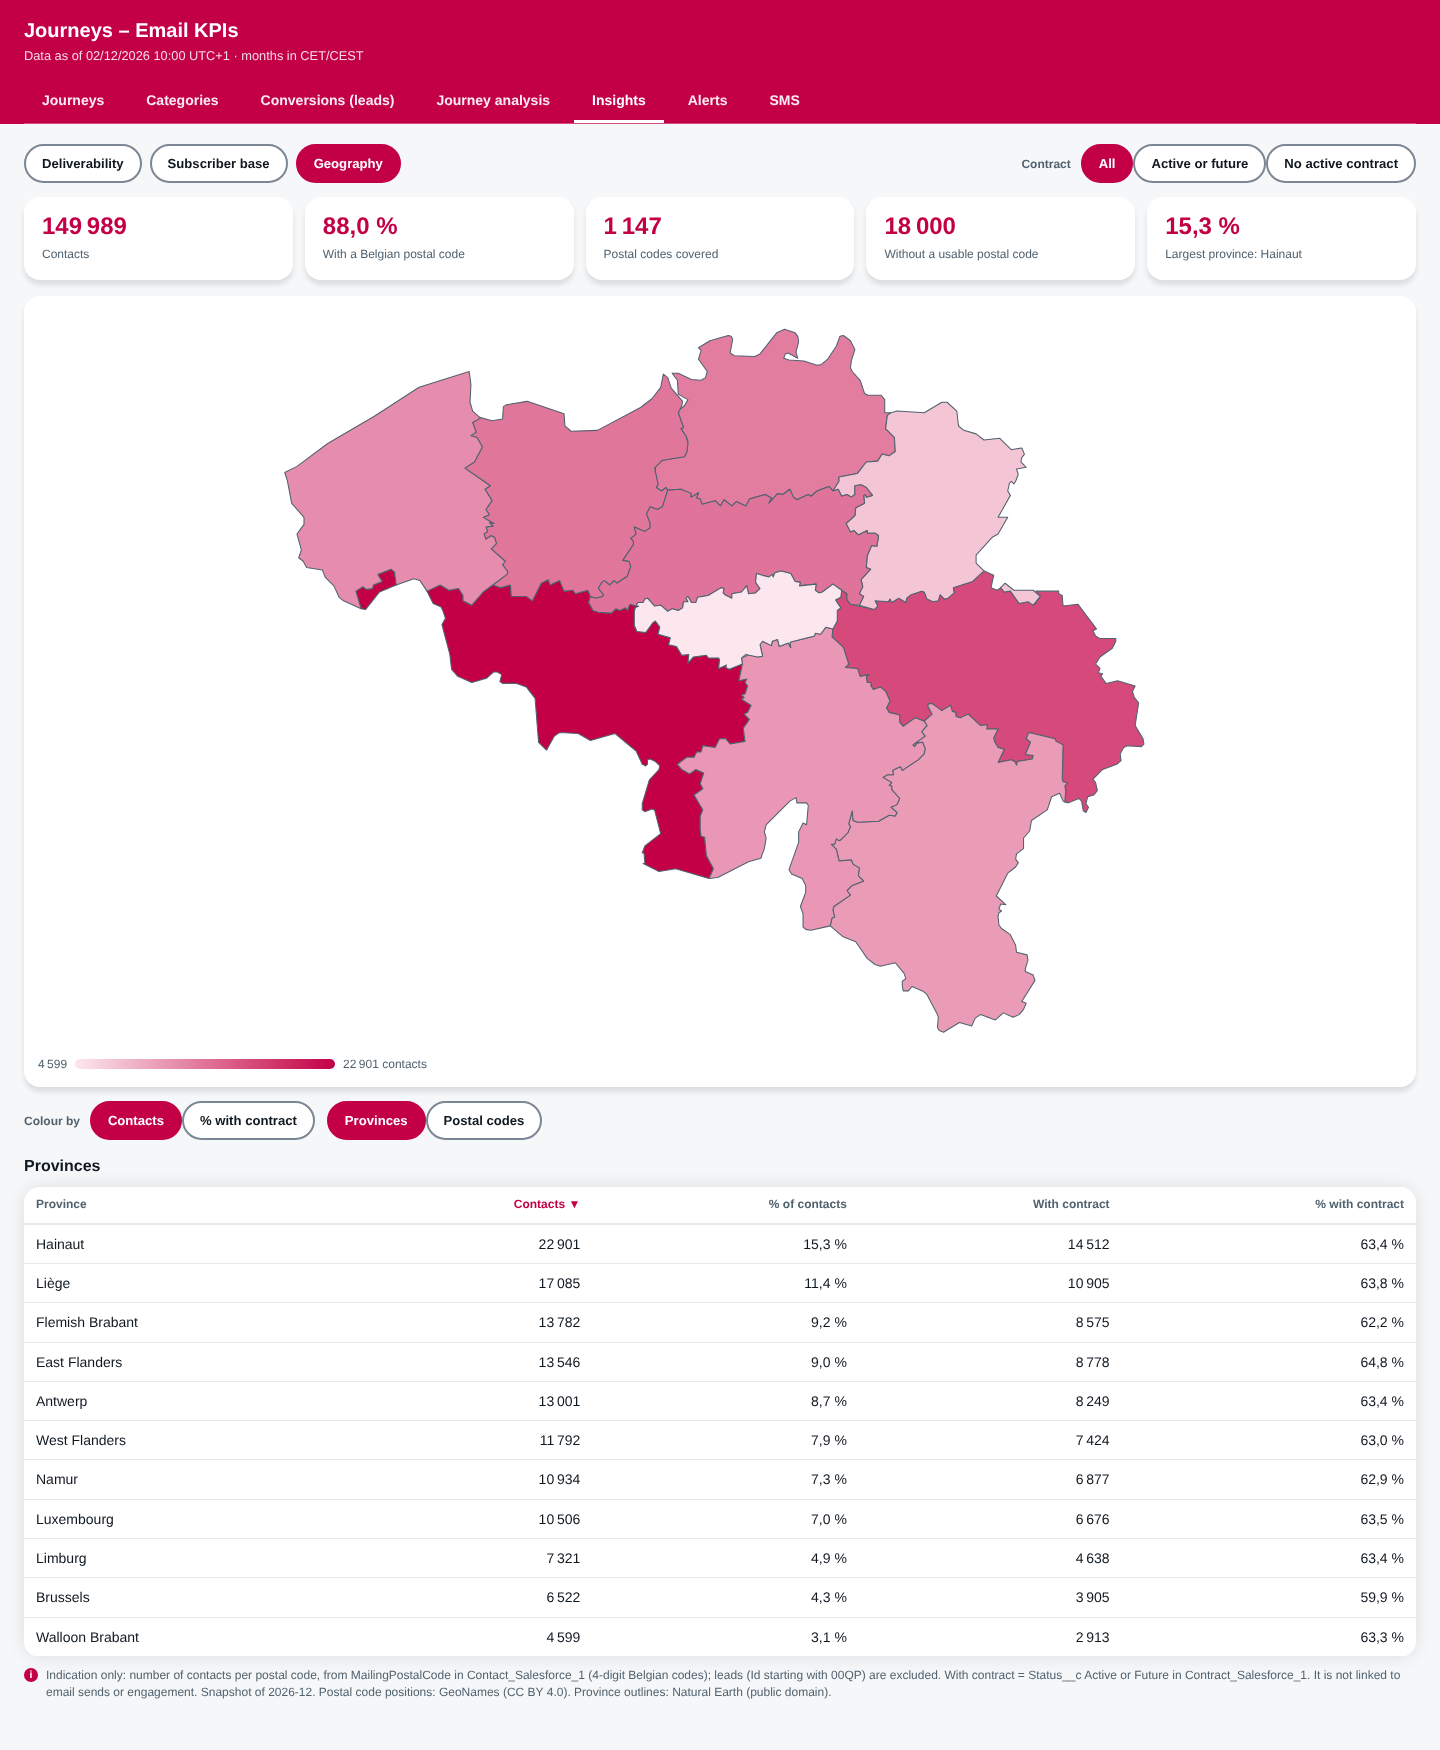 Journeys – Email KPIs
Data as of 02/12/2026 10:00 UTC+1 · months in CET/CEST
Journeys Categories Conversions (leads) Journey analysis Insights Alerts SMS
Deliverability Subscriber base Geography Contract All Active or future No active contract
149 989 88,0 % 1 147 18 000 15,3 %
Contacts With a Belgian postal code Postal codes covered Without a usable postal code Largest province: Hainaut
4 599 22 901 contacts
Colour by Contacts % with contract Provinces Postal codes
Provinces
Province Contacts ▼ % of contacts With contract % with contract
Hainaut 22 901 15,3 % 14 512 63,4 %
Liège 17 085 11,4 % 10 905 63,8 %
Flemish Brabant 13 782 9,2 % 8 575 62,2 %
East Flanders 13 546 9,0 % 8 778 64,8 %
Antwerp 13 001 8,7 % 8 249 63,4 %
West Flanders 11 792 7,9 % 7 424 63,0 %
Namur 10 934 7,3 % 6 877 62,9 %
Luxembourg 10 506 7,0 % 6 676 63,5 %
Limburg 7 321 4,9 % 4 638 63,4 %
Brussels 6 522 4,3 % 3 905 59,9 %
Walloon Brabant 4 599 3,1 % 2 913 63,3 %
i Indication only: number of contacts per postal code, from MailingPostalCode in Contact_Salesforce_1 (4-digit Belgian codes); leads (Id starting with 00QP) are excluded. With contract = Status__c Active or Future in Contract_Salesforce_1. It is not linked to
email sends or engagement. Snapshot of 2026-12. Postal code positions: GeoNames (CC BY 4.0). Province outlines: Natural Earth (public domain).